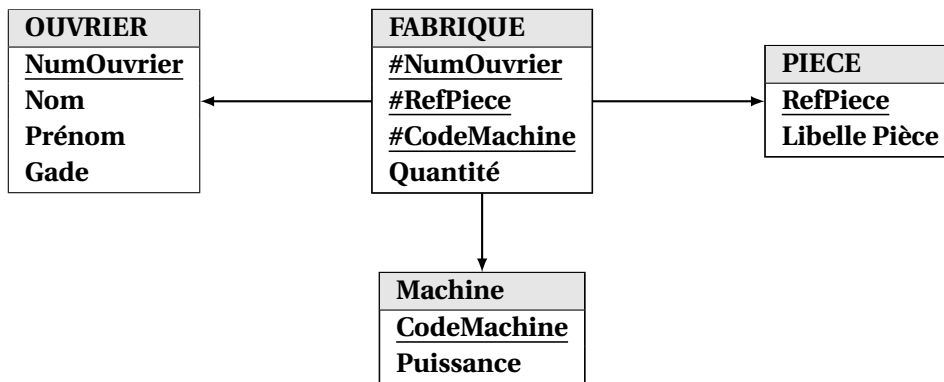 OUVRIER
NumOuvrier
Nom
Prénom
Gade
FABRIQUE
#NumOuvrier
#RefPiece
#CodeMachine
Quantité
PIECE
RefPiece
Libelle Pièce
Machine
CodeMachine
Puissance